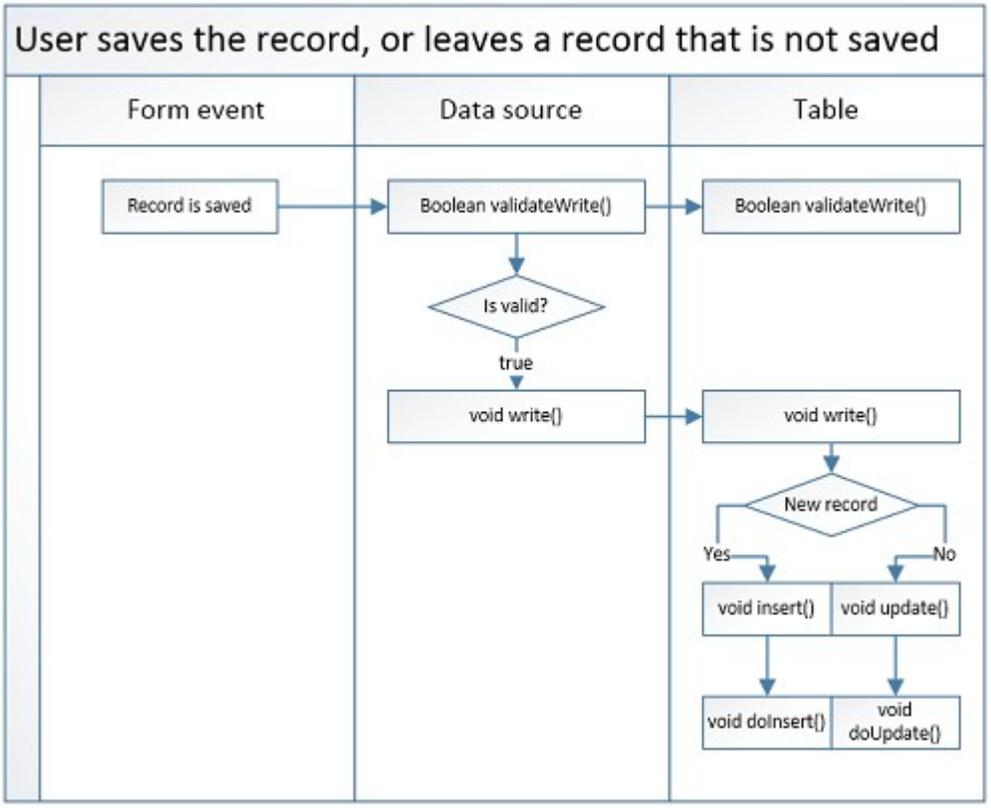 User saves the record, or leaves a record that is not saved
Form event
Data source
Table
Record is saved
Boolean validateWrite()
Boolean validateWrite()
Is valid?
true
void write()
void write()
New record
Yes
No
void insert()
void update()
void doInsert()
void
doUpdate()